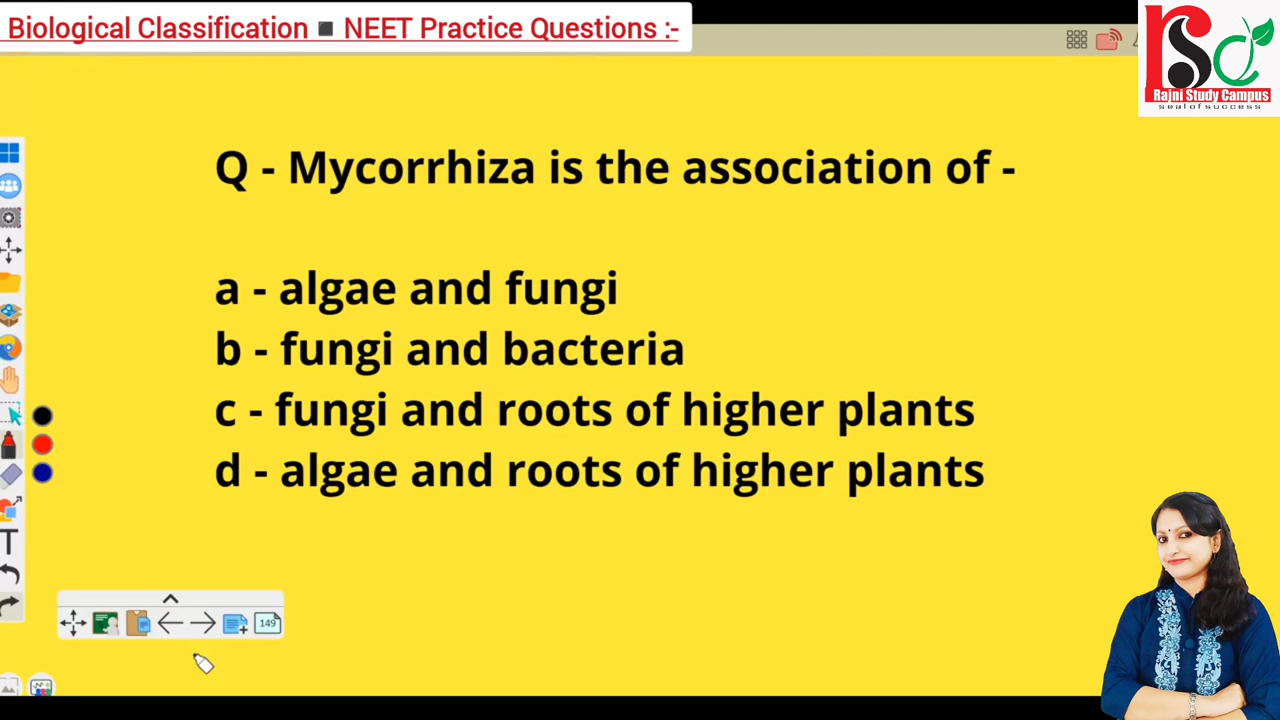 Biological Classification ◾ NEET Practice Questions :-
rsc
Rajni Study Campus
seal of success
Q - Mycorrhiza is the association of -
a - algae and fungi
b - fungi and bacteria
c - fungi and roots of higher plants
d - algae and roots of higher plants
T
149